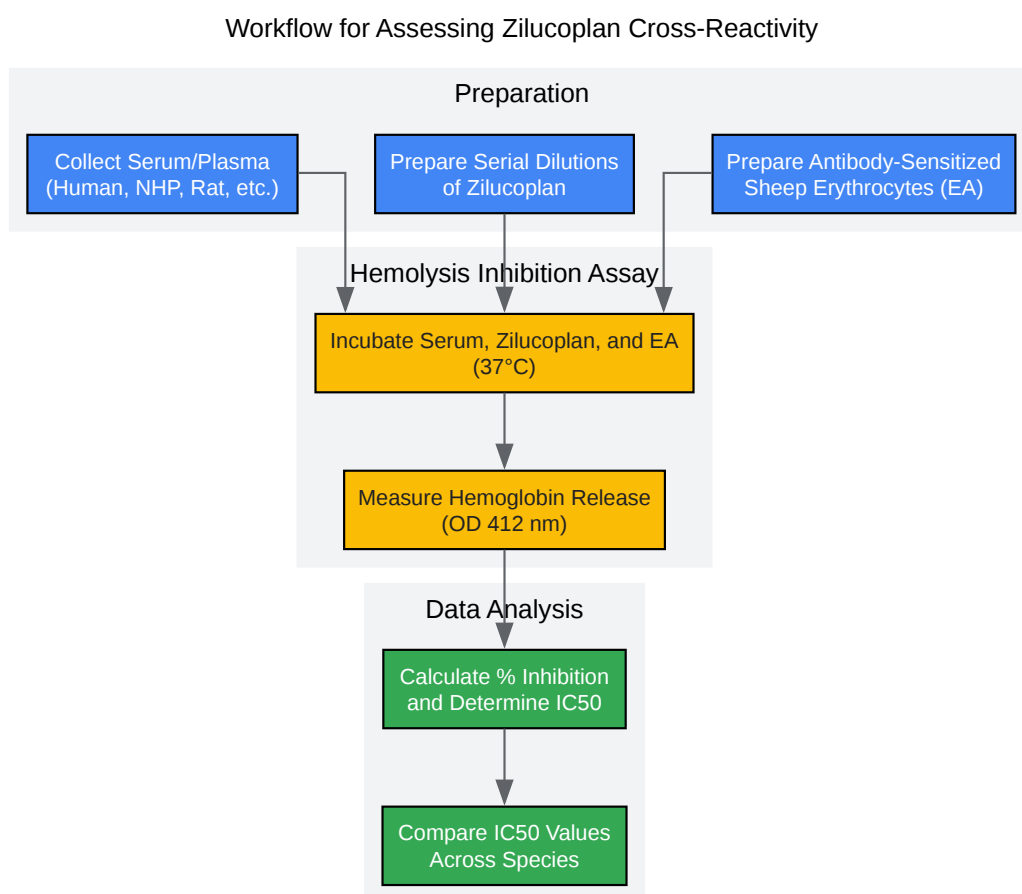 Workflow for Assessing Zilucoplan Cross-Reactivity
Preparation
Collect Serum/Plasma
(Human, NHP, Rat, etc.)
Prepare Serial Dilutions
of Zilucoplan
Prepare Antibody-Sensitized
Sheep Erythrocytes (EA)
Hemolysis Inhibition Assay
Incubate Serum, Zilucoplan, and EA
(37°C)
Measure Hemoglobin Release
(OD 412 nm)
Data Analysis
Calculate % Inhibition
and Determine IC50
Compare IC50 Values
Across Species